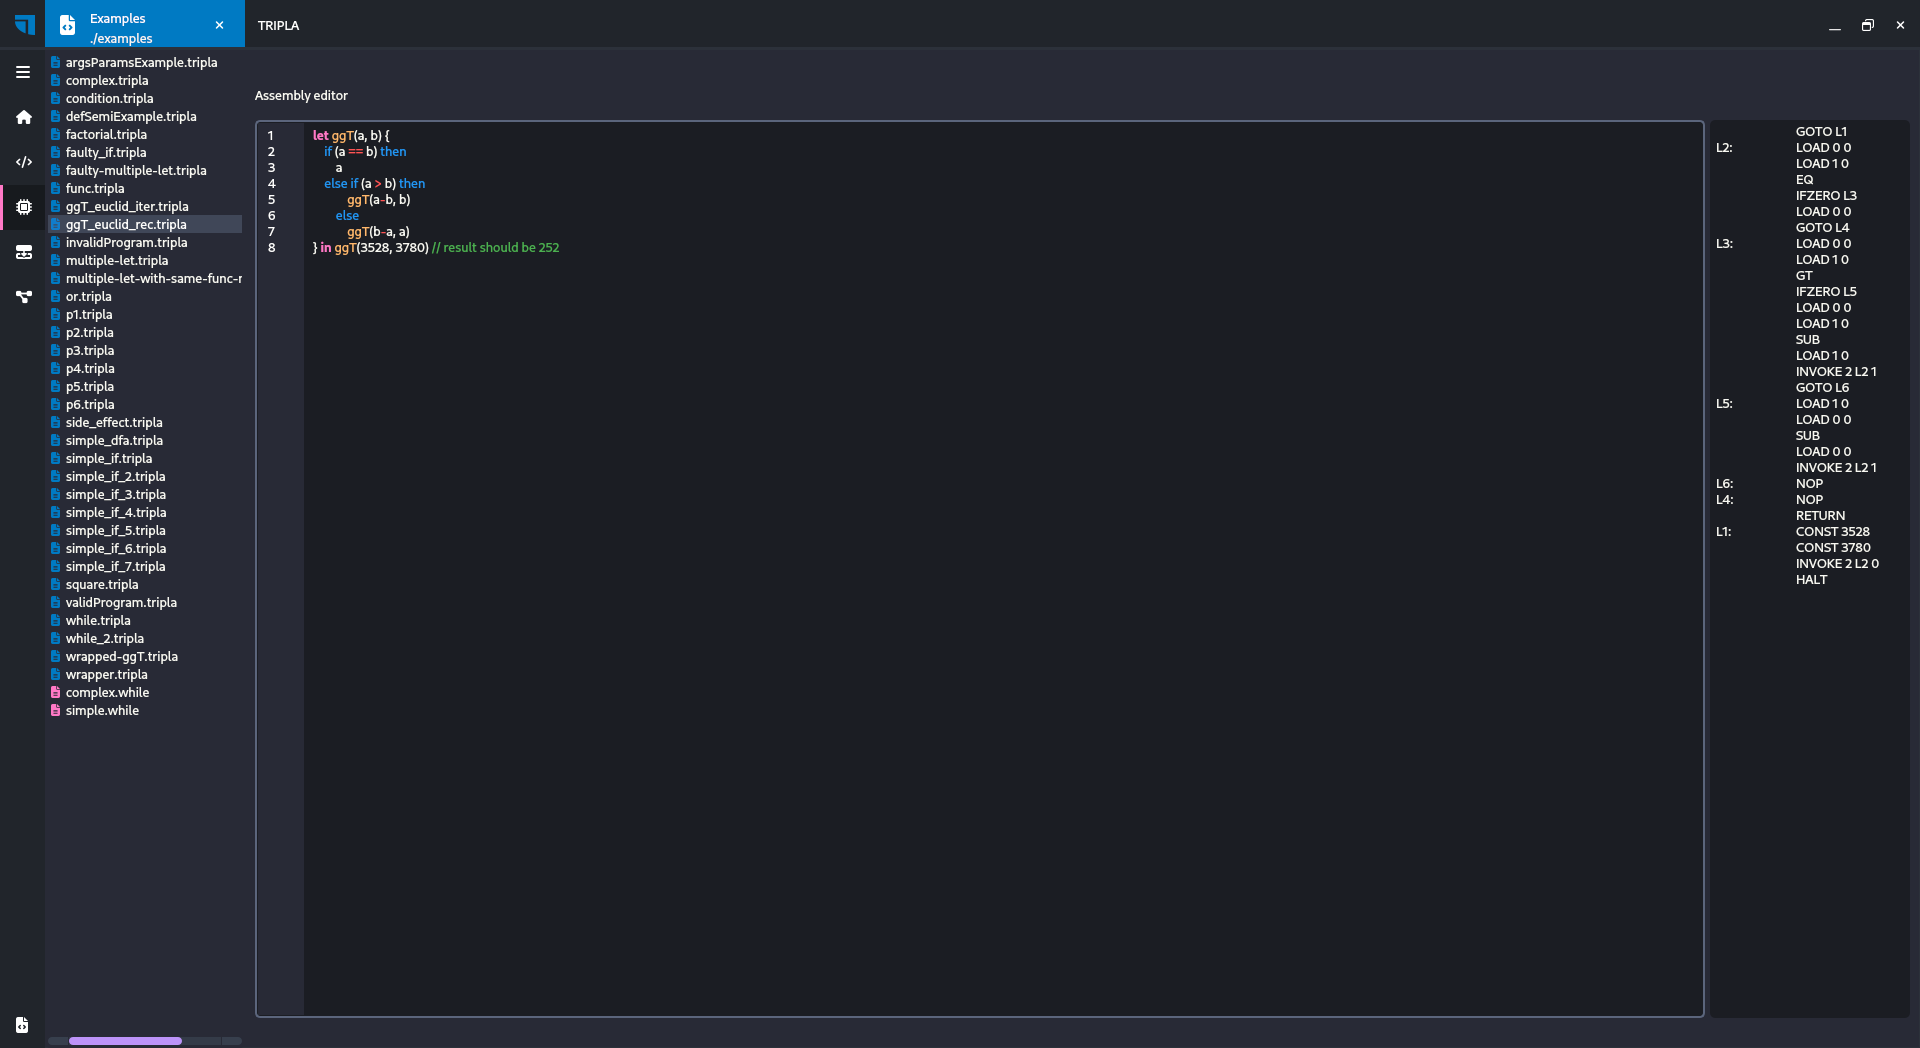 Examples
./examples
TRIPLA
argsParamsExample.tripla
complex.tripla
condition.tripla
defSemiExample.tripla
factorial.tripla
faulty_if.tripla
faulty-multiple-let.tripla
func.tripla
ggT_euclid_iter.tripla
ggT_euclid_rec.tripla
invalidProgram.tripla
multiple-let.tripla
multiple-let-with-same-func-r
or.tripla
p1.tripla
p2.tripla
p3.tripla
p4.tripla
p5.tripla
p6.tripla
side_effect.tripla
simple_dfa.tripla
simple_if.tripla
simple_if_2.tripla
simple_if_3.tripla
simple_if_4.tripla
simple_if_5.tripla
simple_if_6.tripla
simple_if_7.tripla
square.tripla
validProgram.tripla
while.tripla
while_2.tripla
wrapped-ggT.tripla
wrapper.tripla
complex.while
simple.while
Assembly editor
1 let ggT(a, b) {
2 if (a == b) then
3 a
4 else if (a > b) then
5 ggT(a-b, b)
6 else
7 ggT(b-a, a)
8 } in ggT(3528, 3780) // result should be 252
GOTO L1
L2: LOAD 0 0
LOAD 1 0
EQ
IFZERO L3
LOAD 0 0
GOTO L4
L3: LOAD 0 0
LOAD 1 0
GT
IFZERO L5
LOAD 0 0
LOAD 1 0
SUB
LOAD 1 0
INVOKE 2 L2 1
GOTO L6
L5: LOAD 1 0
LOAD 0 0
SUB
LOAD 0 0
INVOKE 2 L2 1
L6: NOP
L4: NOP
RETURN
L1: CONST 3528
CONST 3780
INVOKE 2 L2 0
HALT